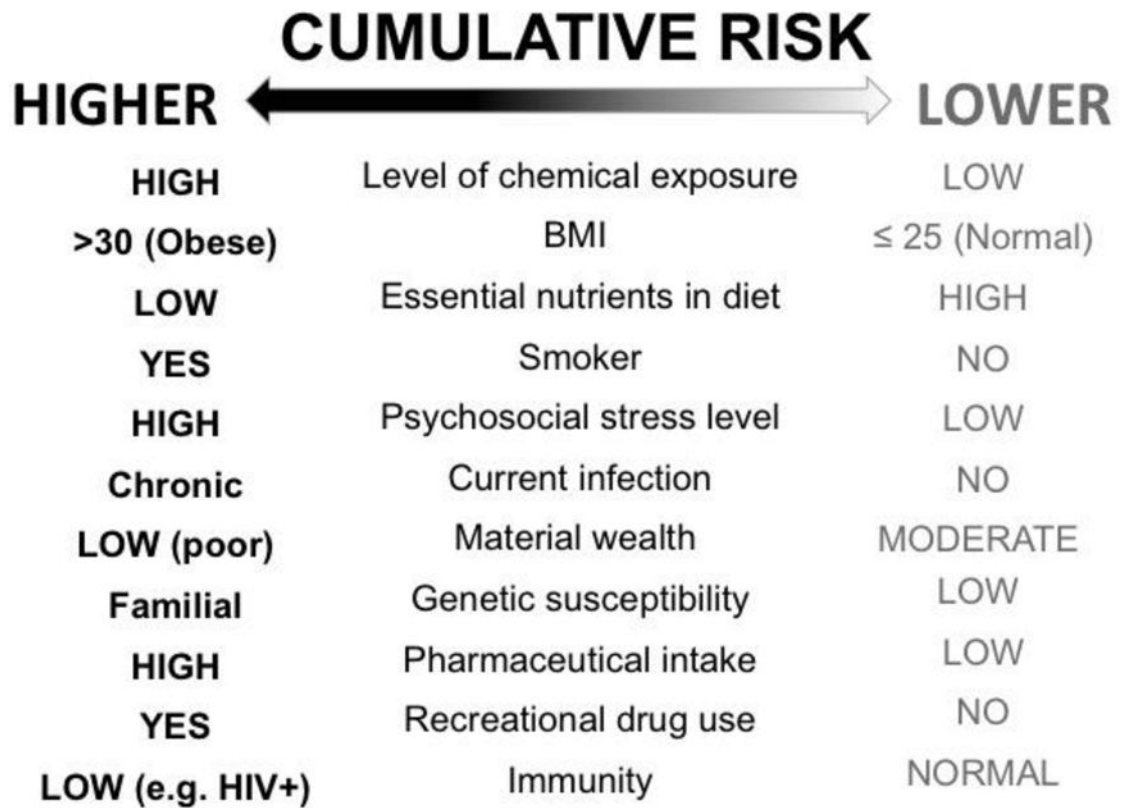 CUMULATIVE RISK
HIGHER LOWER
HIGH Level of chemical exposure LOW
>30 (Obese) BMI ≤ 25 (Normal)
LOW Essential nutrients in diet HIGH
YES Smoker NO
HIGH Psychosocial stress level LOW
Chronic Current infection NO
LOW (poor) Material wealth MODERATE
Familial Genetic susceptibility LOW
HIGH Pharmaceutical intake LOW
YES Recreational drug use NO
LOW (e.g. HIV+) Immunity NORMAL